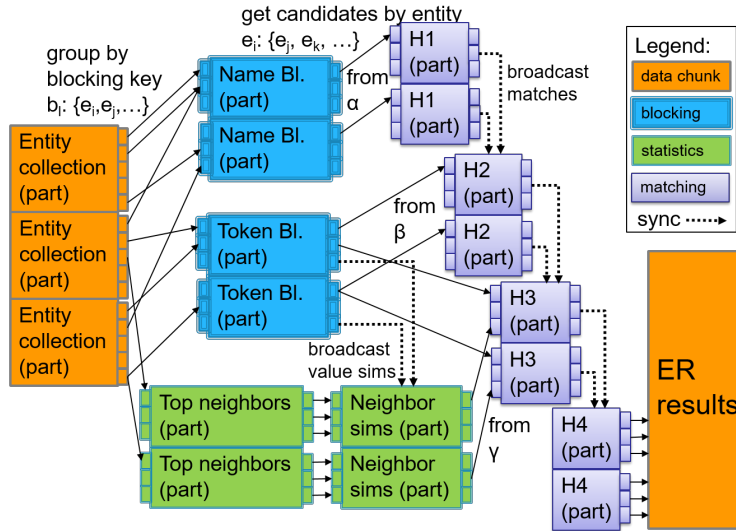 get candidates by entity
eᵢ: {eⱼ, eₖ, …}
group by
blocking key
bₗ: {eᵢ,eⱼ,…}
Name Bl.
(part)
Name Bl.
(part)
from
α
H1
(part)
H1
(part)
broadcast
matches
Legend:
data chunk
blocking
statistics
matching
sync
Entity
collection
(part)
Entity
collection
(part)
Entity
collection
(part)
Token Bl.
(part)
Token Bl.
(part)
from
β
H2
(part)
H2
(part)
broadcast
value sims
H3
(part)
H3
(part)
Top neighbors
(part)
Top neighbors
(part)
Neighbor
sims (part)
Neighbor
sims (part)
from
γ
H4
(part)
H4
(part)
ER
results